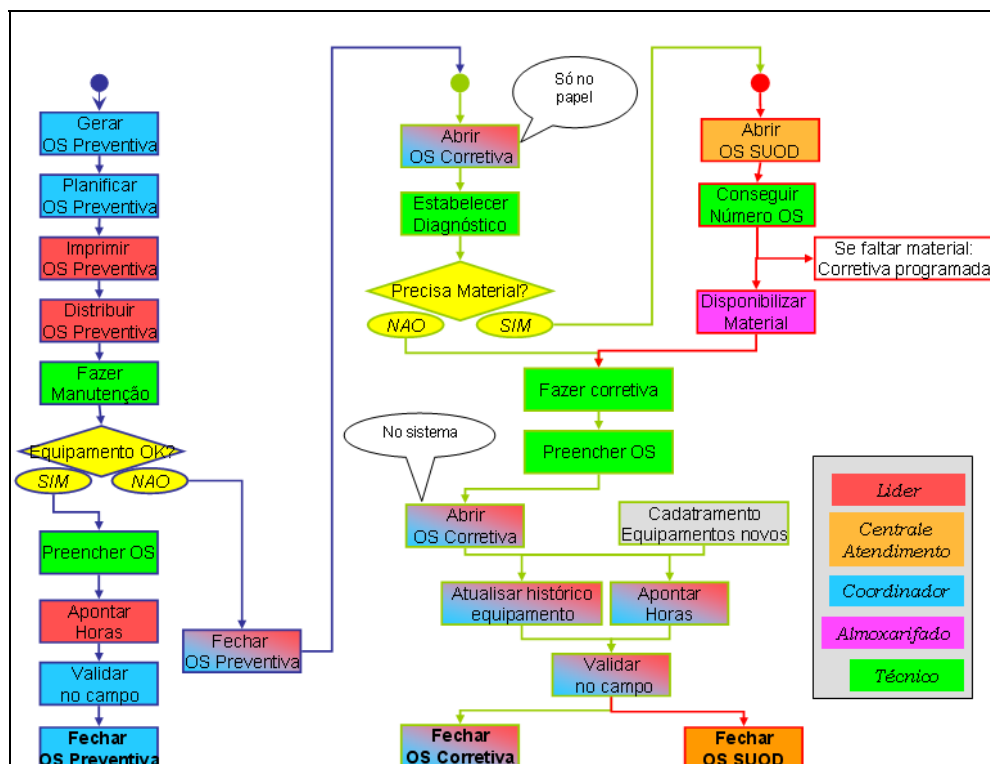 Gerar
OS Preventiva
Planificar
OS Preventiva
Imprimir
OS Preventiva
Distribuir
OS Preventiva
Fazer
Manutenção
Equipamento OK?
SIM
NAO
Preencher OS
Apontar
Horas
Validar
no campo
Fechar
OS Preventiva
Fechar
OS Preventiva
Só no
papel
Abrir
OS Corretiva
Estabelecer
Diagnóstico
Precisa Material?
NAO
SIM
Abrir
OS SUOD
Conseguir
Número OS
Se faltar material:
Corretiva programada
Disponibilizar
Material
Fazer corretiva
Preencher OS
No sistema
Abrir
OS Corretiva
Cadatramento
Equipamentos novos
Atualisar histórico
equipamento
Apontar
Horas
Validar
no campo
Fechar
OS Corretiva
Fechar
OS SUOD
Lider
Centrale
Atendimento
Coordinador
Almoxarifado
Técnico